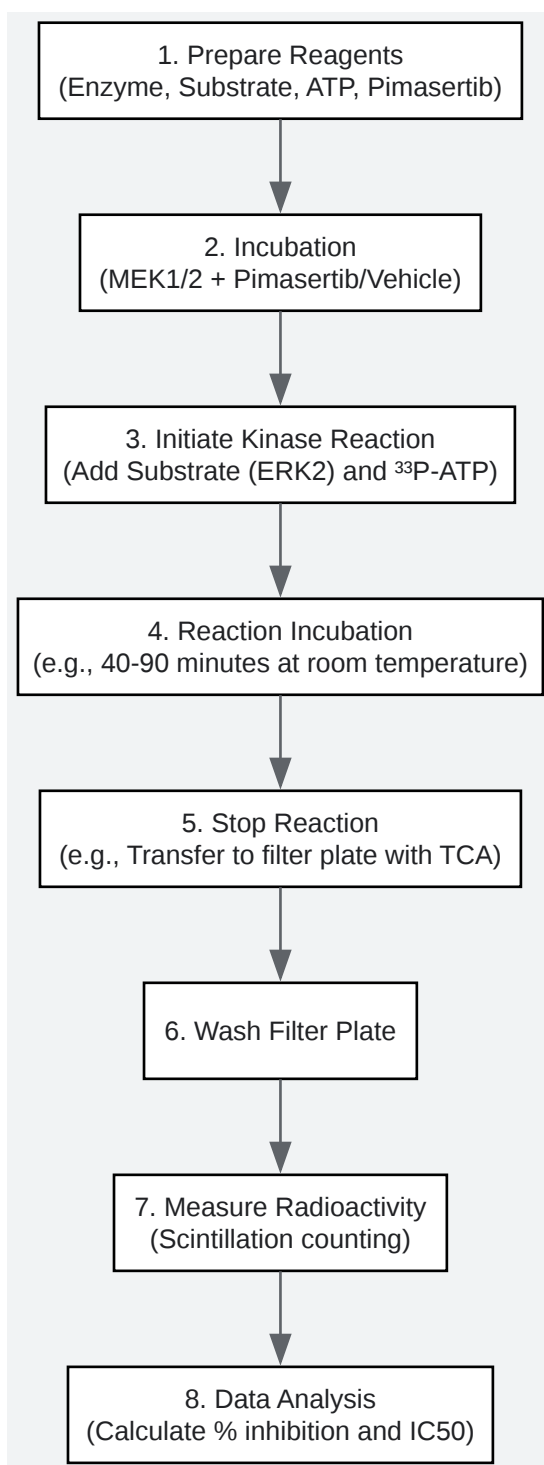 1. Prepare Reagents
(Enzyme, Substrate, ATP, Pimasertib)
2. Incubation
(MEK1/2 + Pimasertib/Vehicle)
3. Initiate Kinase Reaction
(Add Substrate (ERK2) and ³³P-ATP)
4. Reaction Incubation
(e.g., 40-90 minutes at room temperature)
5. Stop Reaction
(e.g., Transfer to filter plate with TCA)
6. Wash Filter Plate
7. Measure Radioactivity
(Scintillation counting)
8. Data Analysis
(Calculate % inhibition and IC50)